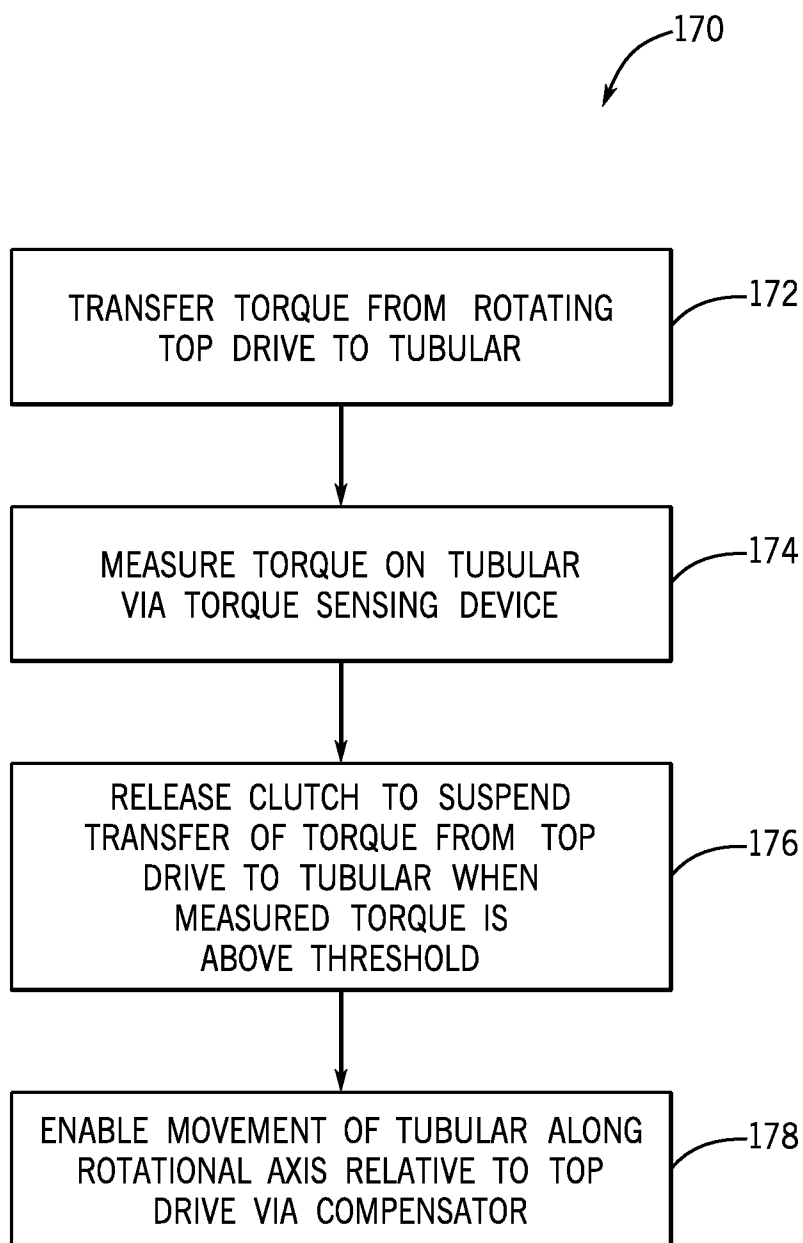 170
TRANSFER TORQUE FROM ROTATING
TOP DRIVE TO TUBULAR
172
MEASURE TORQUE ON TUBULAR
VIA TORQUE SENSING DEVICE
174
RELEASE CLUTCH TO SUSPEND
TRANSFER OF TORQUE FROM TOP
DRIVE TO TUBULAR WHEN
MEASURED TORQUE IS
ABOVE THRESHOLD
176
ENABLE MOVEMENT OF TUBULAR ALONG
ROTATIONAL AXIS RELATIVE TO TOP
DRIVE VIA COMPENSATOR
178